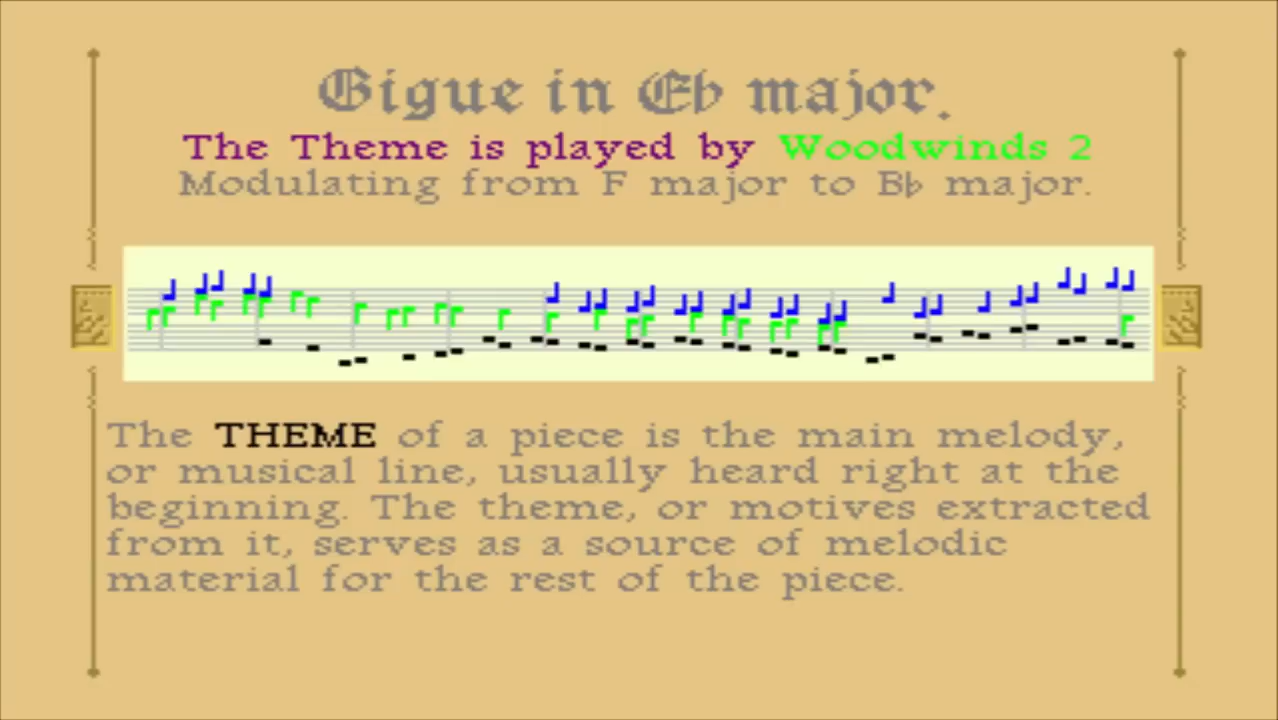 Gigue in E♭ major.
The Theme is played by Woodwinds 2
Modulating from F major to B♭ major.
The THEME of a piece is the main melody,
or musical line, usually heard right at the
beginning. The theme, or motives extracted
from it, serves as a source of melodic
material for the rest of the piece.